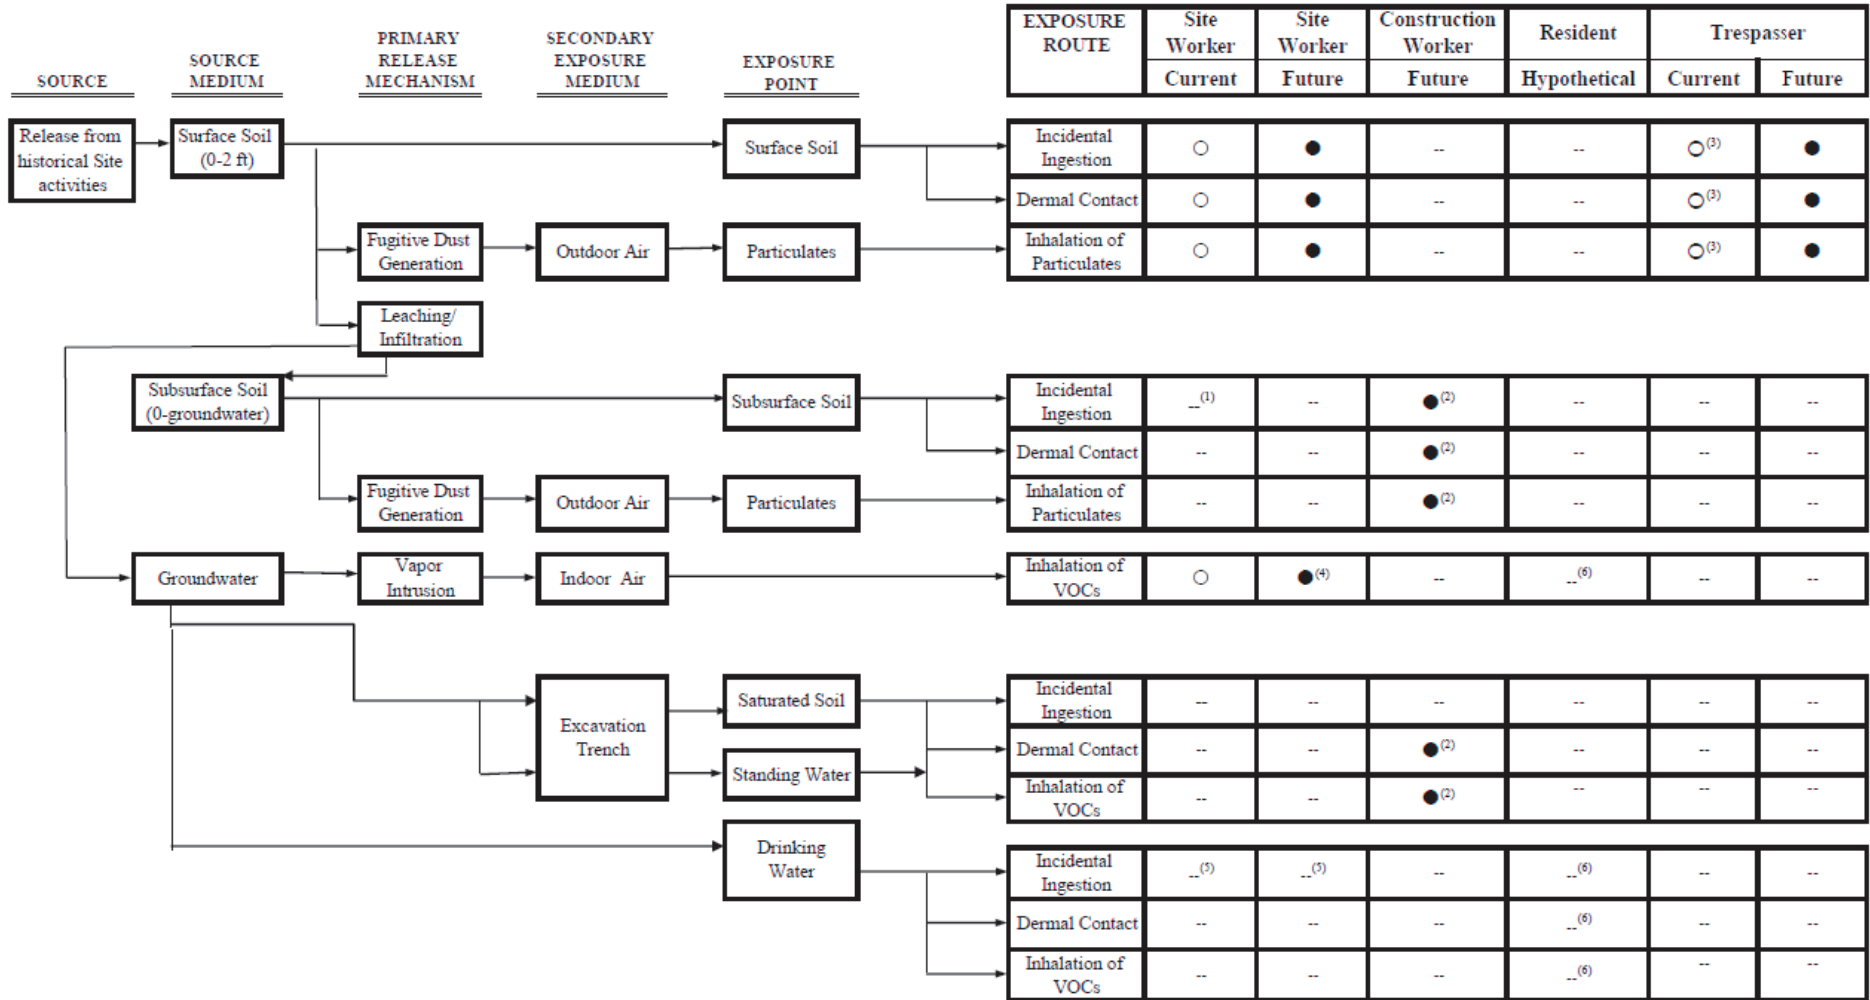 SOURCE
SOURCE
MEDIUM
PRIMARY
RELEASE
MECHANISM
SECONDARY
EXPOSURE
MEDIUM
EXPOSURE
POINT
EXPOSURE
ROUTE
Site
Worker
Site
Worker
Construction
Worker
Resident
Trespasser
Current
Future
Future
Hypothetical
Current
Future
Release from
historical Site
activities
Surface Soil
(0-2 ft)
Surface Soil
Incidental
Ingestion
○ ● -- -- ○(3) ●
Dermal Contact
○ ● -- -- ○(3) ●
Fugitive Dust
Generation
Outdoor Air
Particulates
Inhalation of
Particulates
○ ● -- -- ○(3) ●
Leaching/
Infiltration
Subsurface Soil
(0-groundwater)
Subsurface Soil
Incidental
Ingestion
--(1) -- ●(2) -- -- --
Dermal Contact
-- -- ●(2) -- -- --
Fugitive Dust
Generation
Outdoor Air
Particulates
Inhalation of
Particulates
-- -- ●(2) -- -- --
Groundwater
Vapor
Intrusion
Indoor Air
Inhalation of
VOCs
○ ●(4) -- --(6) -- --
Excavation
Trench
Saturated Soil
Incidental
Ingestion
-- -- -- -- -- --
Dermal Contact
-- -- ●(2) -- -- --
Standing Water
Inhalation of
VOCs
-- -- ●(2) -- -- --
Drinking
Water
Incidental
Ingestion
--(5) --(5) -- --(6) -- --
Dermal Contact
-- -- -- --(6) -- --
Inhalation of
VOCs
-- -- -- --(6) -- --